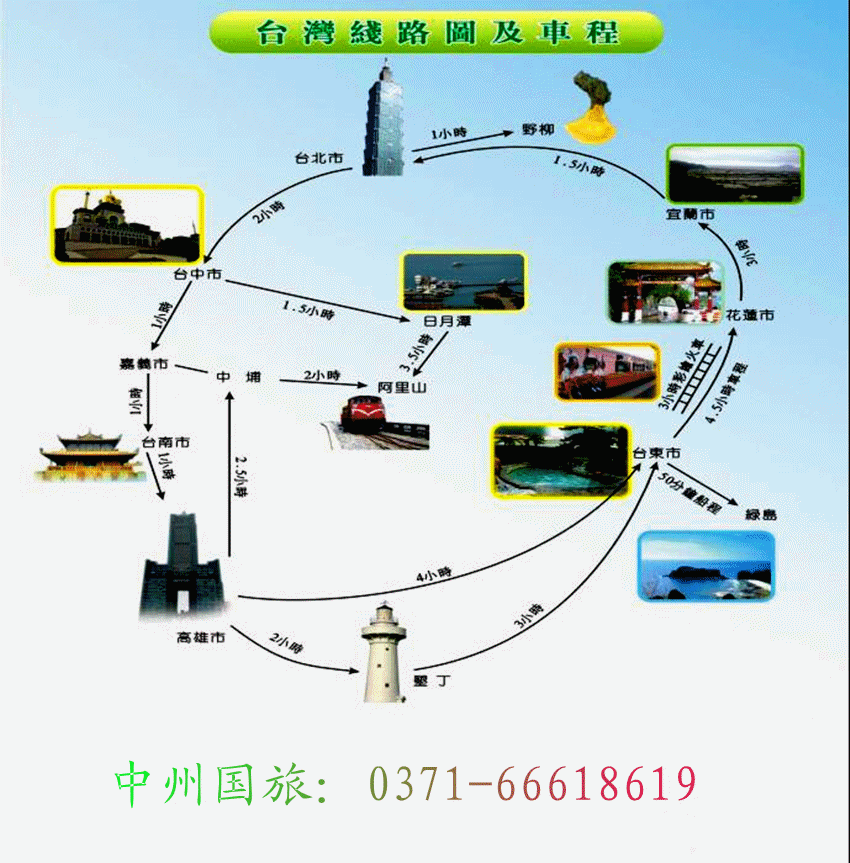 台灣綫路圖及車程
1小時
野柳
台北市
1.5小時
宜蘭市
2小時
台中市
3小時
1.5小時
日月潭
花蓮市
1小時
3.5小時
嘉義市
中埔
2小時
阿里山
3小時彩繪火車
4.5小時車程
1小時
台南市
1小時
2.5小時
台東市
50分鐘船程
綠島
4小時
高雄市
2小時
3小時
墾丁
中州国旅：0371-66618619